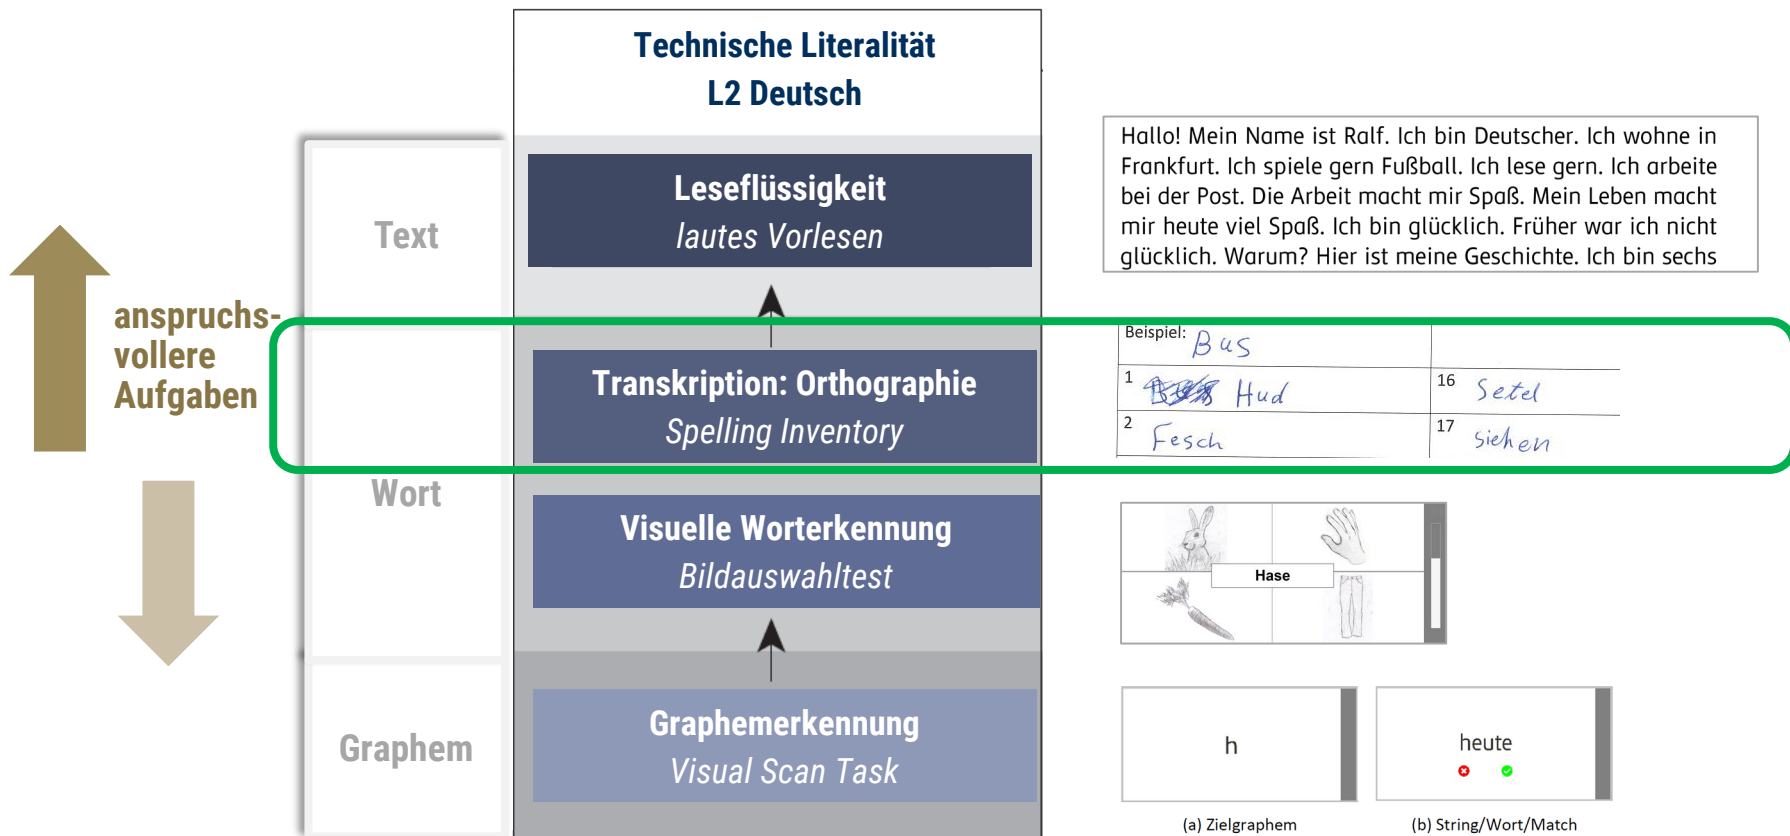 Technische Literalität
L2 Deutsch
Text
Leseflüssigkeit
lautes Vorlesen
Hallo! Mein Name ist Ralf. Ich bin Deutscher. Ich wohne in
Frankfurt. Ich spiele gern Fußball. Ich lese gern. Ich arbeite
bei der Post. Die Arbeit macht mir Spaß. Mein Leben macht
mir heute viel Spaß. Ich bin glücklich. Früher war ich nicht
glücklich. Warum? Hier ist meine Geschichte. Ich bin sechs
anspruchs-
vollere
Aufgaben
Wort
Transkription: Orthographie
Spelling Inventory
Beispiel: Bus
1 Hud
16 Setel
2 Fesch
17 siehen
Visuelle Worterkennung
Bildauswahltest
Hase
Graphem
Graphemerkennung
Visual Scan Task
h
heute
(a) Zielgraphem
(b) String/Wort/Match